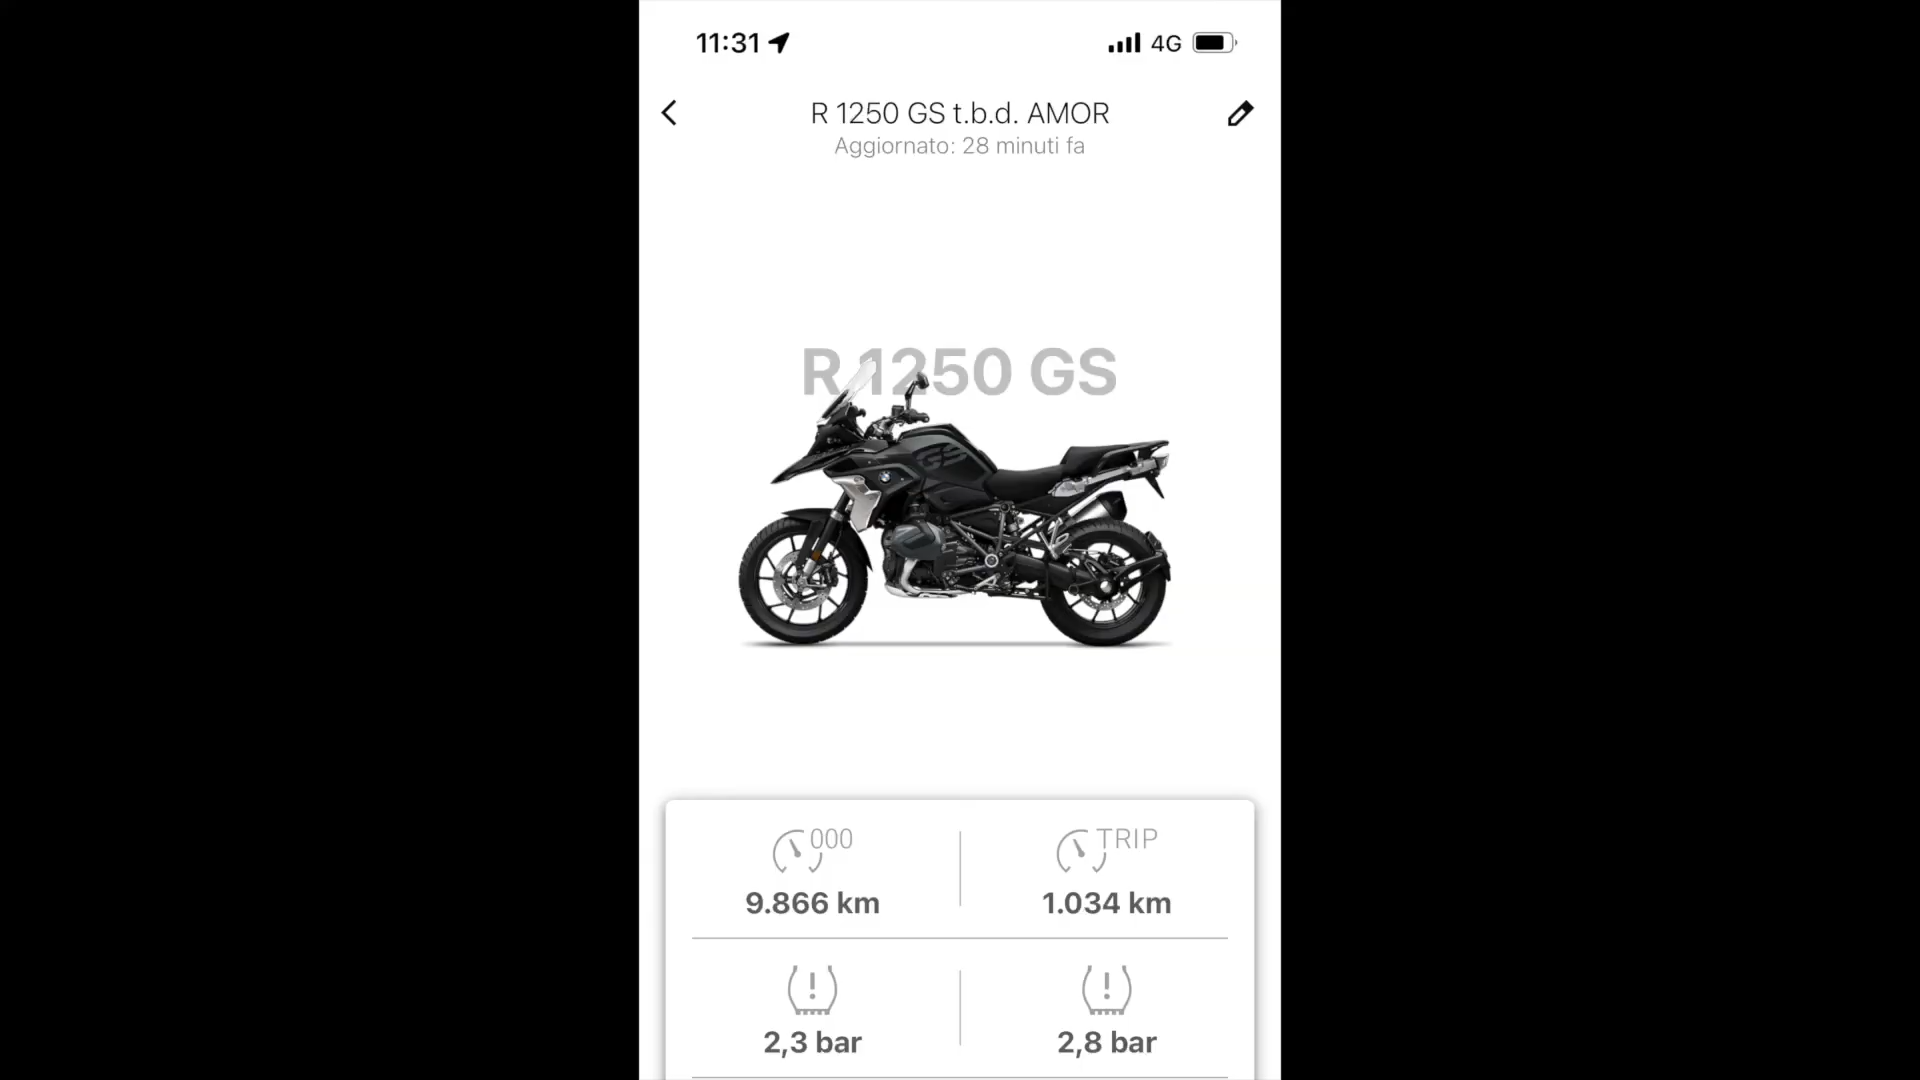 11:31
4G
R 1250 GS t.b.d. AMOR
Aggiornato: 28 minuti fa
R 1250 GS
GS
000
TRIP
9.866 km
1.034 km
2,3 bar
2,8 bar